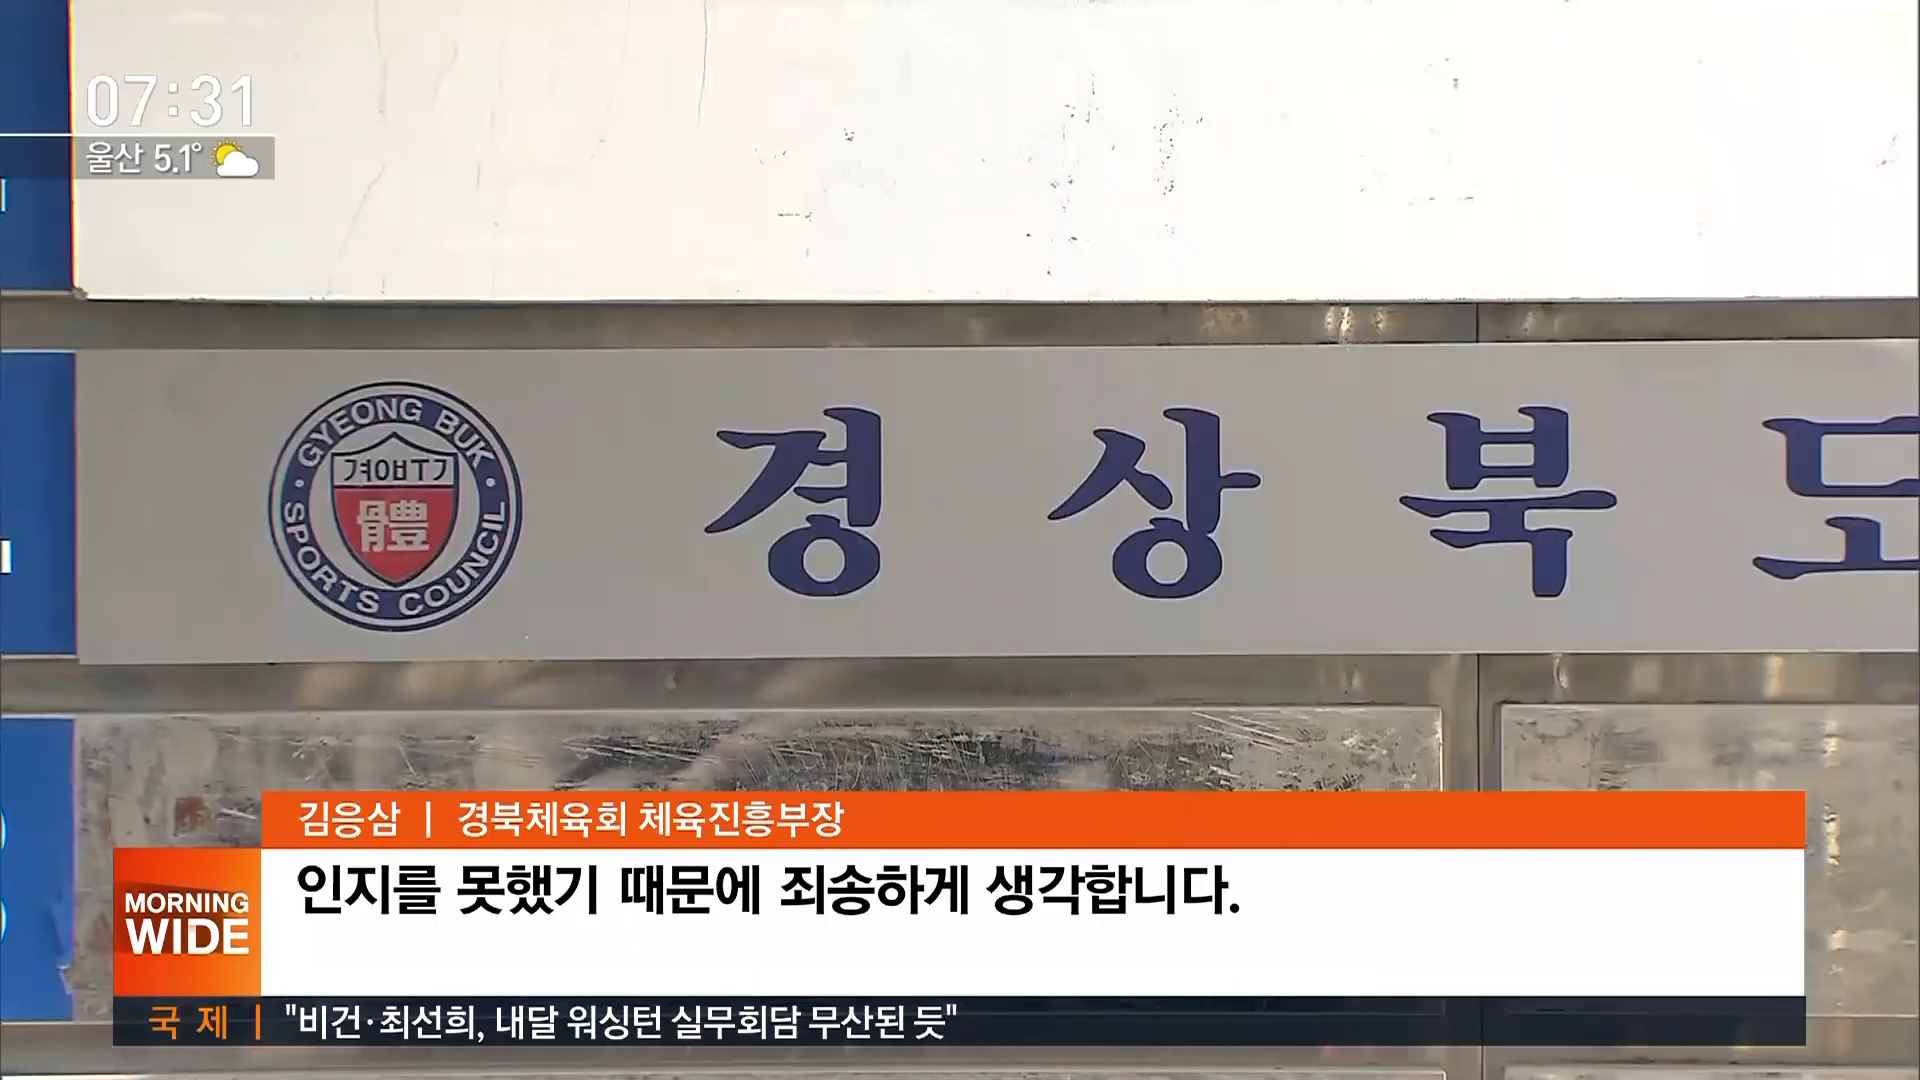 07:31
울산 5.1°
GYEONG BUK
겨ㅇㅂㅜㄱ
體
SPORTS COUNCIL
경상북도
김응삼 | 경북체육회 체육진흥부장
인지를 못했기 때문에 죄송하게 생각합니다.
MORNING
WIDE
국제 | "비건·최선희, 내달 워싱턴 실무회담 무산된 듯"